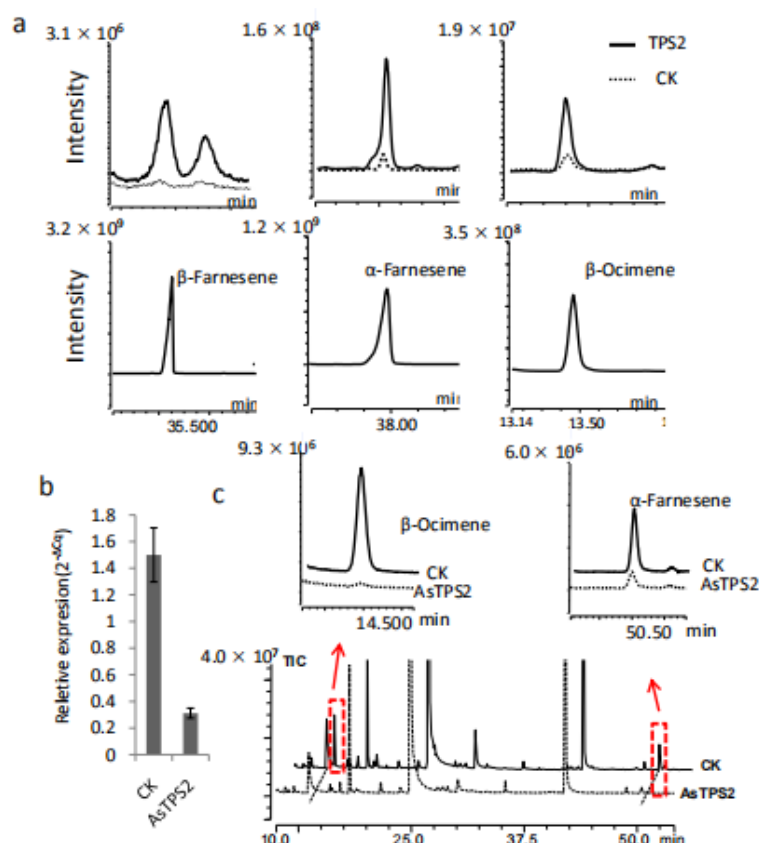 a
3.1 × 10⁶
1.6 × 10⁸
1.9 × 10⁷
TPS2
CK
Intensity
min
min
min
3.2 × 10⁹
1.2 × 10⁹
3.5 × 10⁸
β-Farnesene
α-Farnesene
β-Ocimene
Intensity
min
min
min
35.500
38.00
13.14 13.50 1
b
c
9.3 × 10⁶
6.0 × 10⁶
β-Ocimene
α-Farnesene
CK
AsTPS2
CK
AsTPS2
14.500 min
50.50 min
Reletive expresion(2^-ΔCq)
1.8
1.6
1.4
1.2
1
0.8
0.6
0.4
0.2
0
CK
AsTPS2
4.0 × 10⁷
TIC
CK
AsTPS2
10.0 25.0 37.5 50.0 min